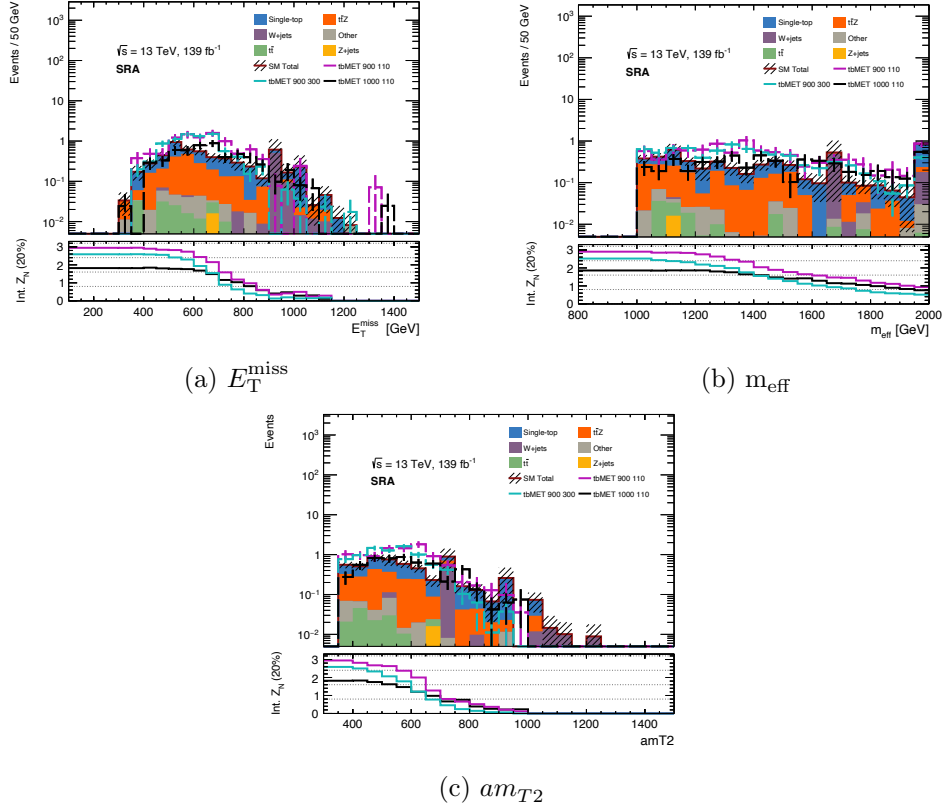 Events / 50 GeV
10³
10²
10
1
10⁻¹
10⁻²
√s = 13 TeV, 139 fb⁻¹
SRA
Single-top
tt̄Z
W+jets
Other
tt̄
Z+jets
SM Total
tbMET 900 110
tbMET 900 300
tbMET 1000 110
Int. Z_N (20%)
3
2
1
0
200 400 600 800 1000 1200 1400
E_T^miss [GeV]
(a) E_T^miss
Events / 50 GeV
10³
10²
10
1
10⁻¹
10⁻²
√s = 13 TeV, 139 fb⁻¹
SRA
Single-top
tt̄Z
W+jets
Other
tt̄
Z+jets
SM Total
tbMET 900 110
tbMET 900 300
tbMET 1000 110
Int. Z_N (20%)
3
2
1
0
800 1000 1200 1400 1600 1800 2000
m_eff [GeV]
(b) m_eff
Events
10³
10²
10
1
10⁻¹
10⁻²
√s = 13 TeV, 139 fb⁻¹
SRA
Single-top
tt̄Z
W+jets
Other
tt̄
Z+jets
SM Total
tbMET 900 110
tbMET 900 300
tbMET 1000 110
Int. Z_N (20%)
3
2
1
0
400 600 800 1000 1200 1400
amT2
(c) am_T2